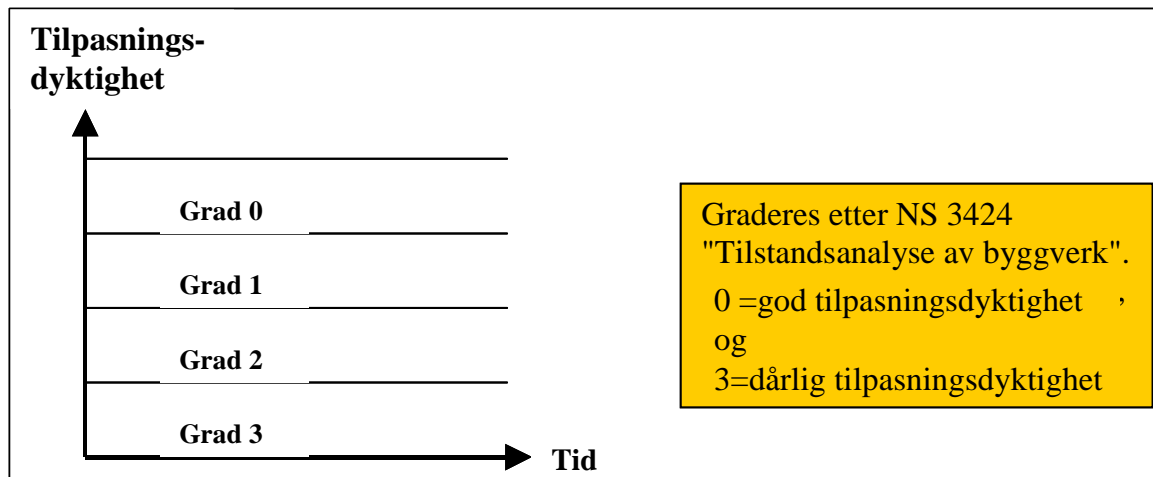 Tilpasnings-
dyktighet
Grad 0
Grad 1
Grad 2
Grad 3
Tid
Graderes etter NS 3424
"Tilstandsanalyse av byggverk".
0 =god tilpasningsdyktighet ,
og
3=dårlig tilpasningsdyktighet